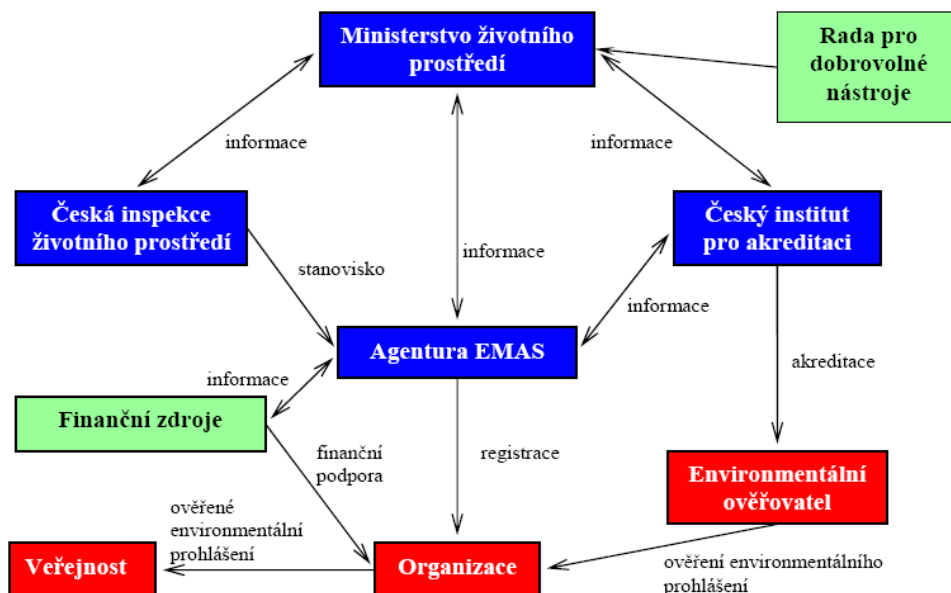 Ministerstvo životního
prostředí
Rada pro
dobrovolné
nástroje
informace
informace
Česká inspekce
životního prostředí
Český institut
pro akreditaci
stanovisko
informace
informace
Agentura EMAS
akreditace
informace
Finanční zdroje
finanční
podpora
registrace
Environmentální
ověřovatel
ověřené
environmentální
prohlášení
Veřejnost
Organizace
ověření environmentálního
prohlášení